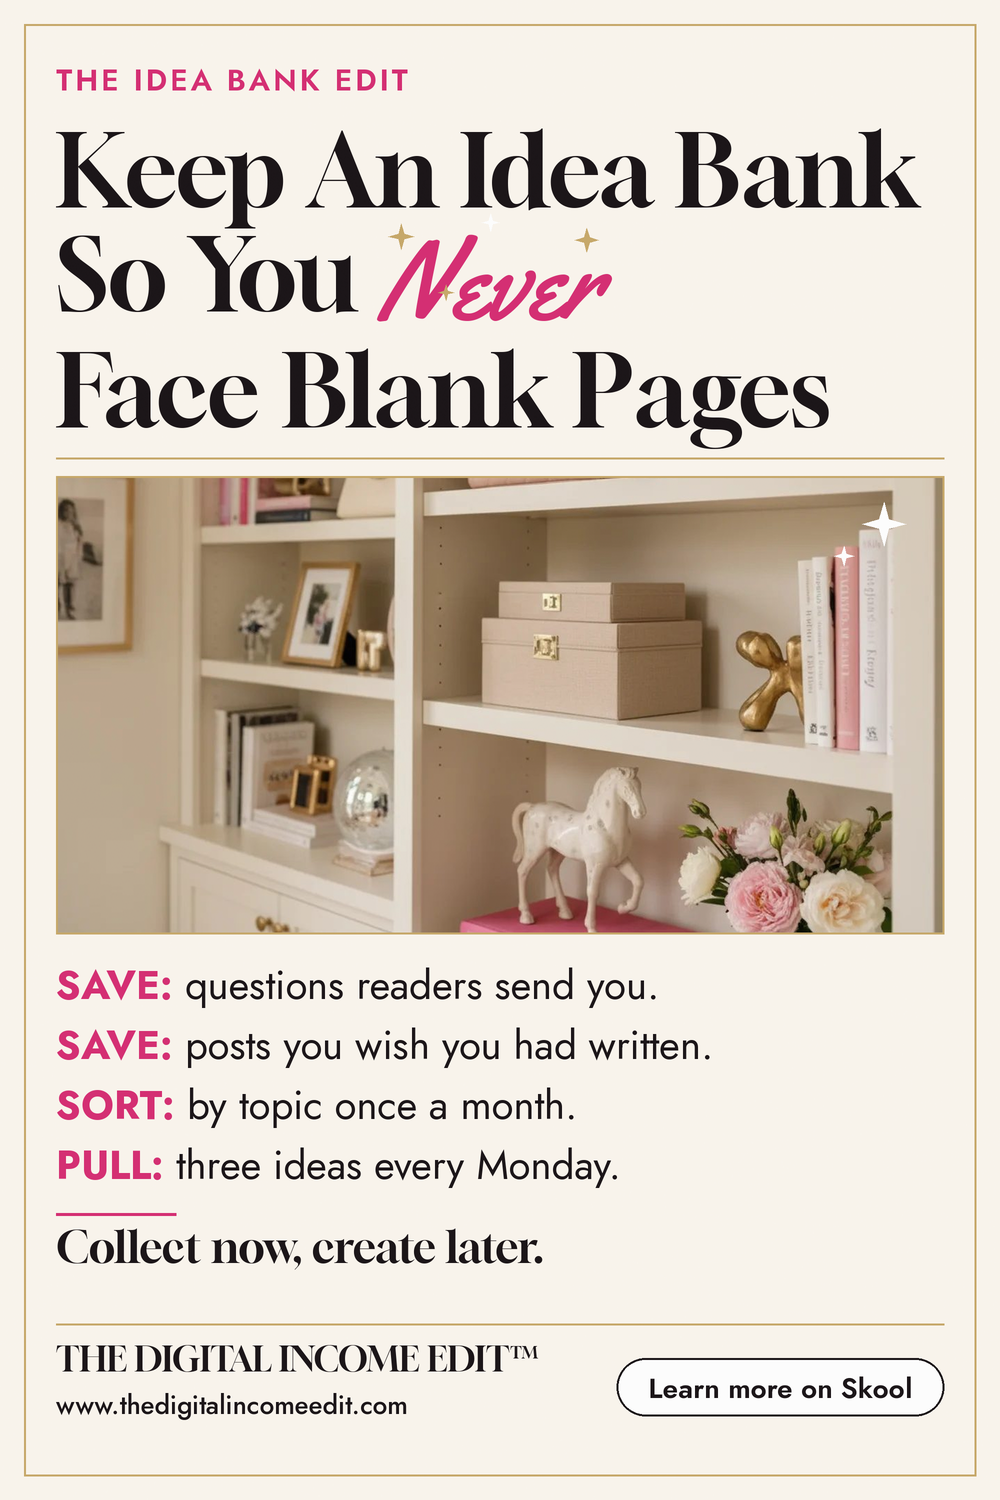 THE IDEA BANK EDIT
Keep An Idea Bank
So You Never
Face Blank Pages
SAVE: questions readers send you.
SAVE: posts you wish you had written.
SORT: by topic once a month.
PULL: three ideas every Monday.
Collect now, create later.
THE DIGITAL INCOME EDIT™
www.thedigitalincomeedit.com
Learn more on Skool